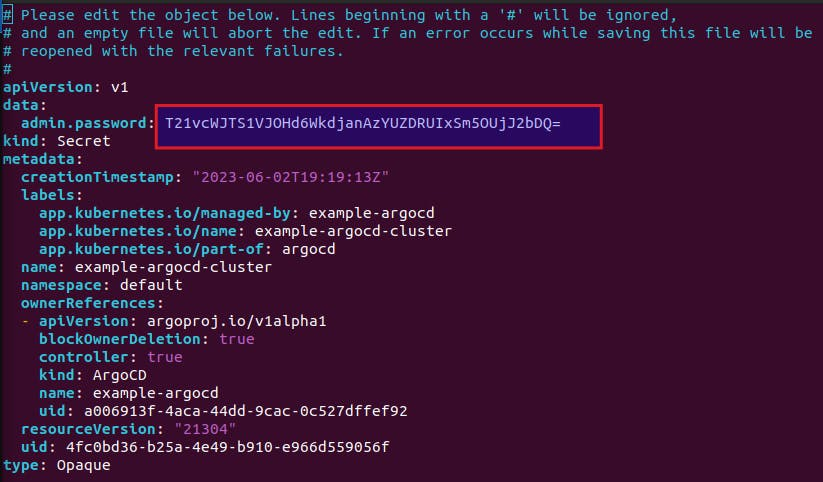 # Please edit the object below. Lines beginning with a '#' will be ignored,
# and an empty file will abort the edit. If an error occurs while saving this file will be
# reopened with the relevant failures.
#
apiVersion: v1
data:
  admin.password: T21vcWJTS1VJOHd6WkdjanAzYUZDRUIxSm5OUjJ2bDQ=
kind: Secret
metadata:
  creationTimestamp: "2023-06-02T19:19:13Z"
  labels:
    app.kubernetes.io/managed-by: example-argocd
    app.kubernetes.io/name: example-argocd-cluster
    app.kubernetes.io/part-of: argocd
  name: example-argocd-cluster
  namespace: default
  ownerReferences:
  - apiVersion: argoproj.io/v1alpha1
    blockOwnerDeletion: true
    controller: true
    kind: ArgoCD
    name: example-argocd
    uid: a006913f-4aca-44dd-9cac-0c527dffef92
  resourceVersion: "21304"
  uid: 4fc0bd36-b25a-4e49-b910-e966d559056f
type: Opaque